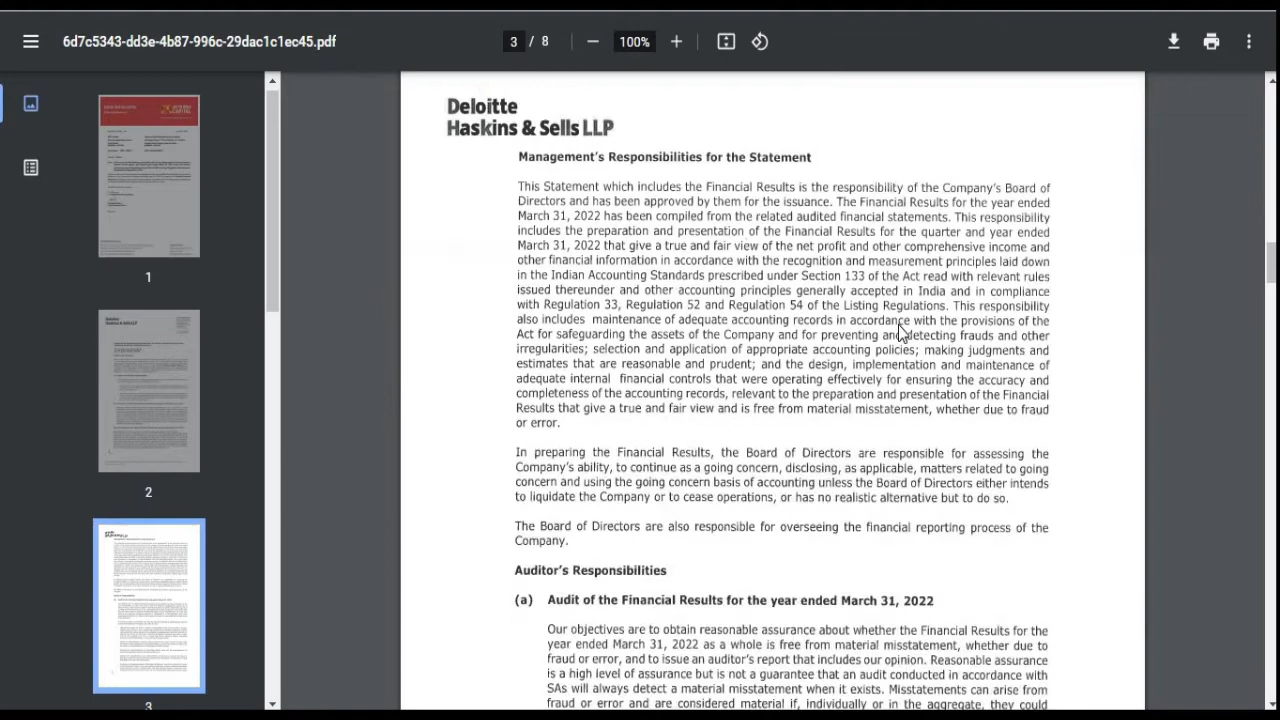 6d7c5343-dd3e-4b87-996c-29dac1c1ec45.pdf
3 / 8
100%
1
2
3
Deloitte
Haskins & Sells LLP
Management's Responsibilities for the Statement
This Statement which includes the Financial Results is the responsibility of the Company's Board of
Directors and has been approved by them for the issuance. The Financial Results for the year ended
March 31, 2022 has been compiled from the related audited financial statements. This responsibility
includes the preparation and presentation of the Financial Results for the quarter and year ended
March 31, 2022 that give a true and fair view of the net profit and other comprehensive income and
other financial information in accordance with the recognition and measurement principles laid down
in the Indian Accounting Standards prescribed under Section 133 of the Act read with relevant rules
issued thereunder and other accounting principles generally accepted in India and in compliance
with Regulation 33, Regulation 52 and Regulation 54 of the Listing Regulations. This responsibility
also includes maintenance of adequate accounting records in accordance with the provisions of the
Act for safeguarding the assets of the Company and for preventing and detecting frauds and other
irregularities; selection and application of appropriate accounting policies; making judgments and
estimates that are reasonable and prudent; and the design, implementation and maintenance of
adequate internal financial controls that were operating effectively for ensuring the accuracy and
completeness of the accounting records, relevant to the preparation and presentation of the Financial
Results that give a true and fair view and is free from material misstatement, whether due to fraud
or error.
In preparing the Financial Results, the Board of Directors are responsible for assessing the
Company's ability, to continue as a going concern, disclosing, as applicable, matters related to going
concern and using the going concern basis of accounting unless the Board of Directors either intends
to liquidate the Company or to cease operations, or has no realistic alternative but to do so.
The Board of Directors are also responsible for overseeing the financial reporting process of the
Company.
Auditor's Responsibilities
(a) Audit of the Financial Results for the year ended March 31, 2022
Our objectives are to obtain reasonable assurance about whether the Financial Results for the
year ended March 31, 2022 as a whole is free from material misstatement, whether due to
fraud or error, and to issue an auditor's report that includes our opinion. Reasonable assurance
is a high level of assurance but is not a guarantee that an audit conducted in accordance with
SAs will always detect a material misstatement when it exists. Misstatements can arise from
fraud or error and are considered material if, individually or in the aggregate, they could